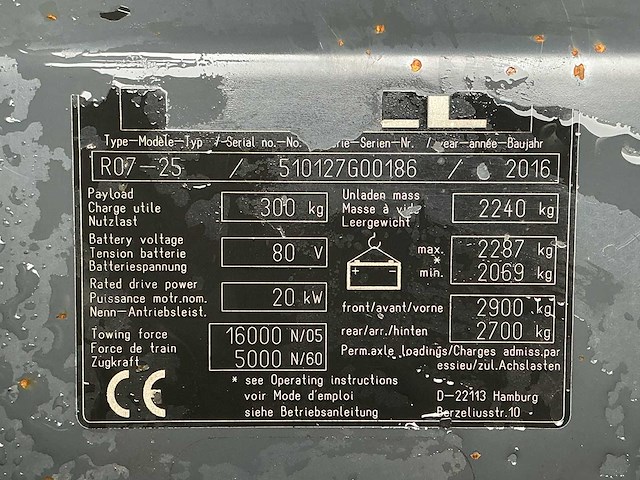 Type-Modèle-Typ / Serial no.-No. rie-Serien-Nr. / year-année-Baujahr
R07-25 / 510127G00186 / 2016
Payload
Charge utile
Nutzlast
300 kg
Unladen mass
Masse à vide
Leergewicht
2240 kg
Battery voltage
Tension batterie
Batteriespannung
80 V
max. 2287 kg
*
min. 2069 kg
Rated drive power
Puissance motr.nom.
Nenn-Antriebsleist.
20 kW
front/avant/vorne 2900 kg
rear/arr./hinten 2700 kg
Towing force
Force de train
Zugkraft
16000 N/05
5000 N/60
Perm.axle loadings/Charges admiss.par
essieu/zul.Achslasten
CE
* see Operating instructions
voir Mode d'emploi
siehe Betriebsanleitung
D-22113 Hamburg
Berzeliusstr.10